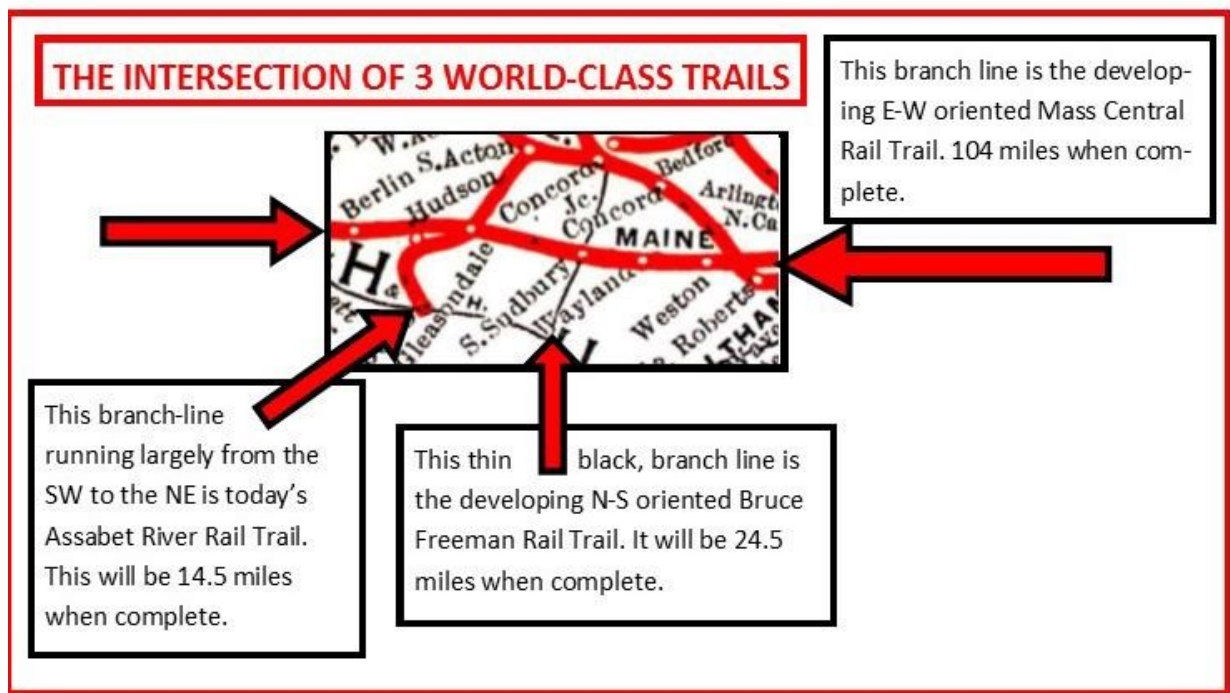 THE INTERSECTION OF 3 WORLD-CLASS TRAILS
This branch line is the develop-
ing E-W oriented Mass Central
Rail Trail. 104 miles when com-
plete.
W.
S.Acton
Berlin
Hudson
Concord
Jc.
Concord
Bedford
Arlingt
N.Ca
MAINE
H
&
Gleasondale
H.
S.Sudbury
Wayland
Weston
Roberts
LTHAM
This branch-line
running largely from the
SW to the NE is today's
Assabet River Rail Trail.
This will be 14.5 miles
when complete.
This thin black, branch line is
the developing N-S oriented Bruce
Freeman Rail Trail. It will be 24.5
miles when complete.